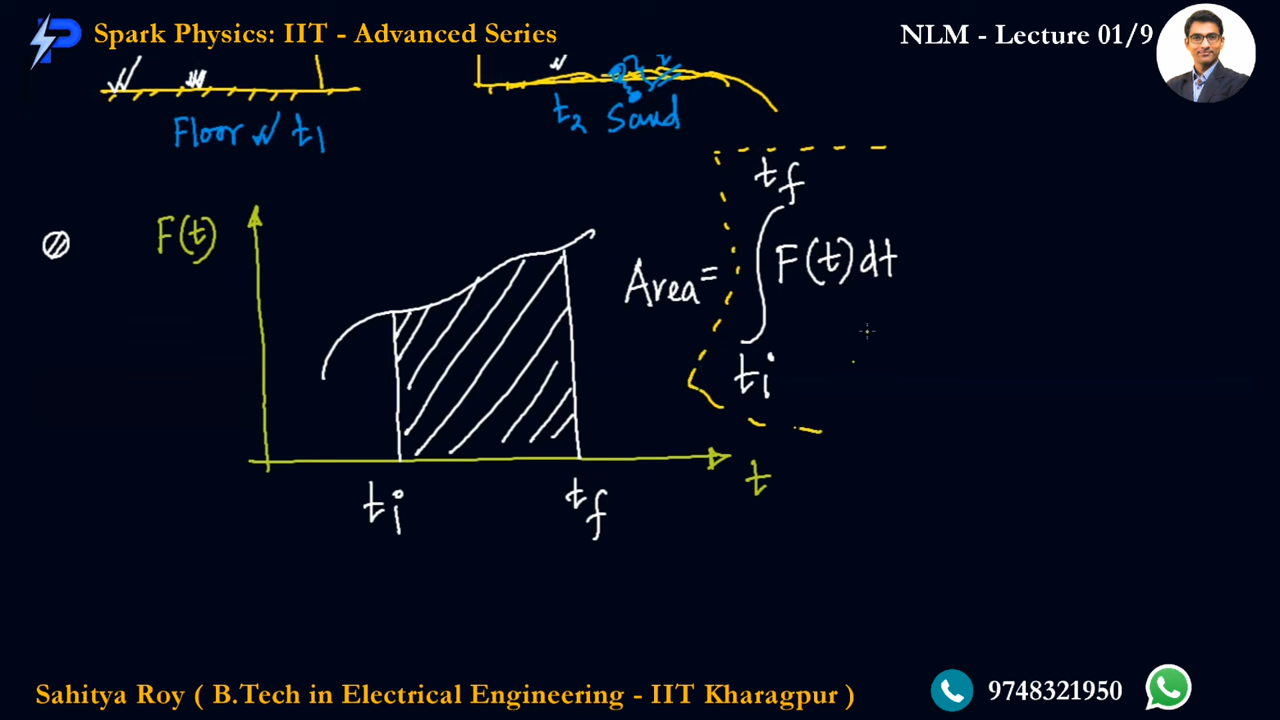 Spark Physics: IIT - Advanced Series
NLM - Lecture 01/9
Floor t1
t2 Sand
F(t)
Area = ∫ti^tf F(t) dt
t
ti
tf
Sahitya Roy ( B.Tech in Electrical Engineering - IIT Kharagpur )
9748321950